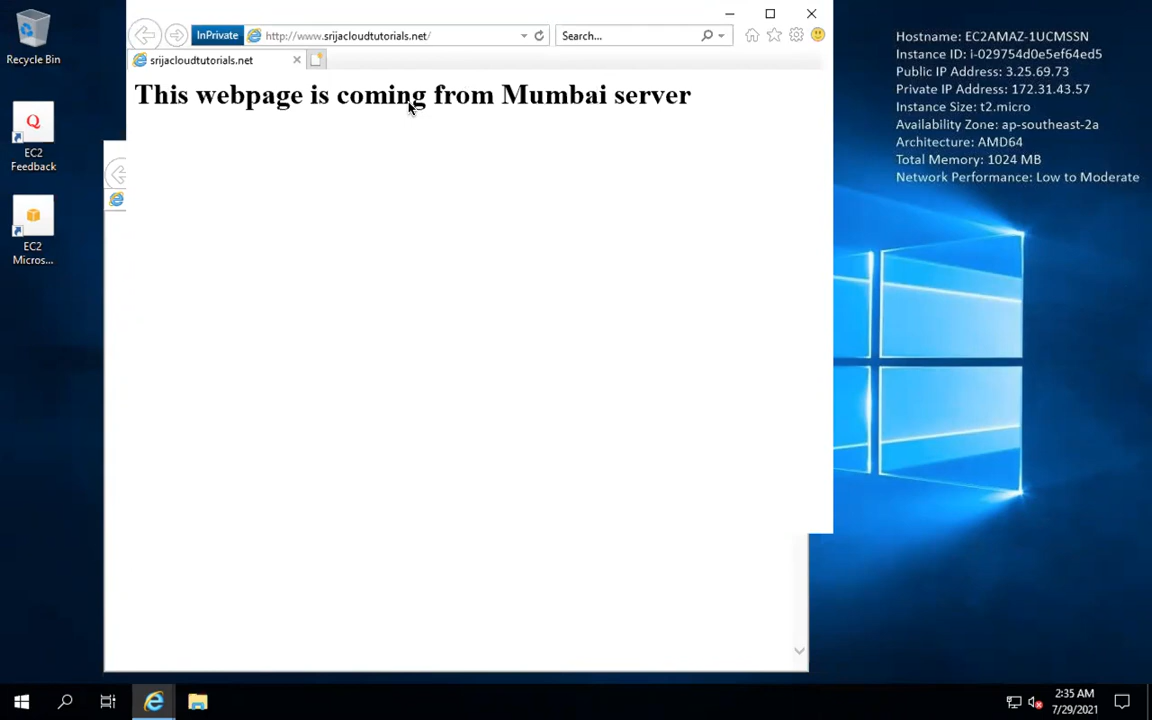 Recycle Bin
EC2
Feedback
EC2
Micros...
InPrivate
http://www.srijacloudtutorials.net/
Search...
srijacloudtutorials.net
This webpage is coming from Mumbai server
Hostname: EC2AMAZ-1UCMSSN
Instance ID: i-029754d0e5ef64ed5
Public IP Address: 3.25.69.73
Private IP Address: 172.31.43.57
Instance Size: t2.micro
Availability Zone: ap-southeast-2a
Architecture: AMD64
Total Memory: 1024 MB
Network Performance: Low to Moderate
2:35 AM
7/29/2021